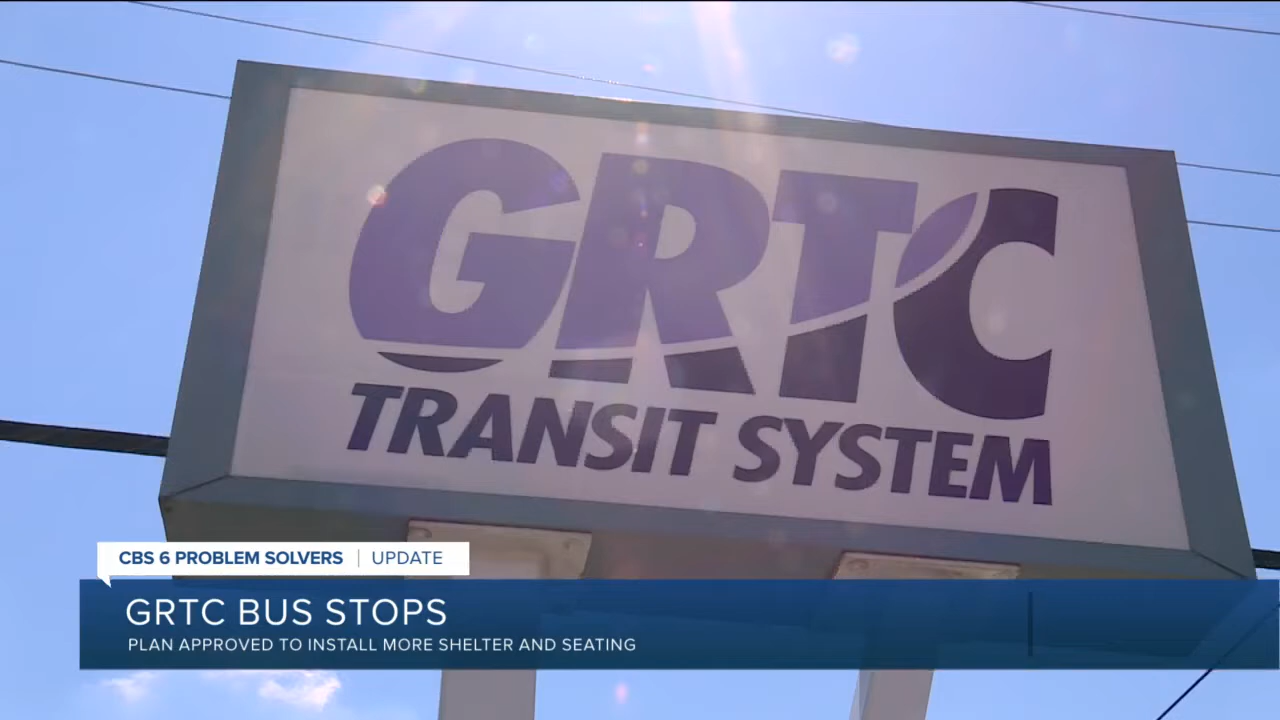 GRTC
TRANSIT SYSTEM
CBS 6 PROBLEM SOLVERS | UPDATE
GRTC BUS STOPS
PLAN APPROVED TO INSTALL MORE SHELTER AND SEATING